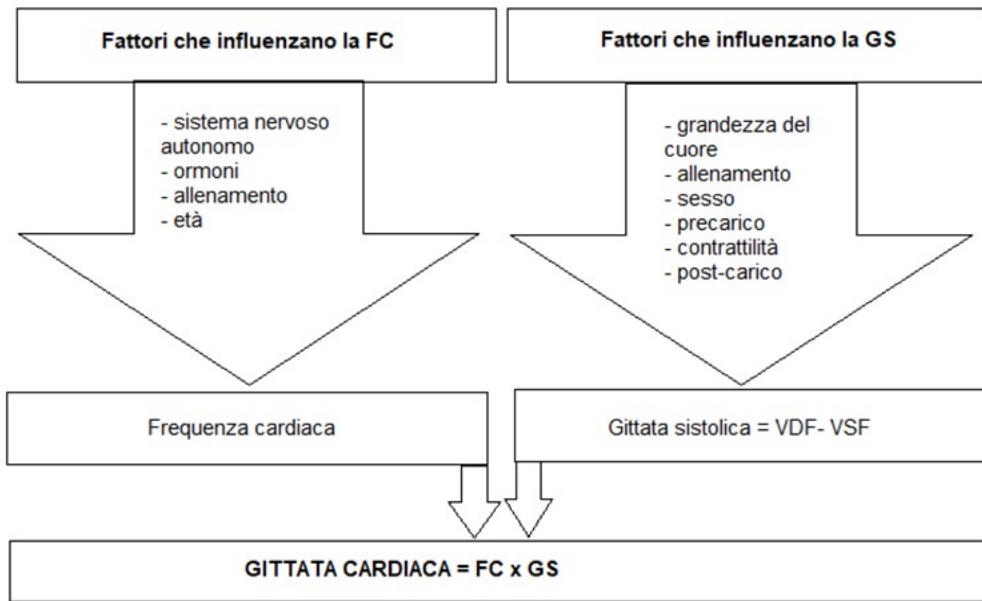 Fattori che influenzano la FC
- sistema nervoso
autonomo
- ormoni
- allenamento
- età
Fattori che influenzano la GS
- grandezza del
cuore
- allenamento
- sesso
- precarico
- contrattilità
- post-carico
Frequenza cardiaca
Gittata sistolica = VDF- VSF
GITTATA CARDIACA = FC x GS